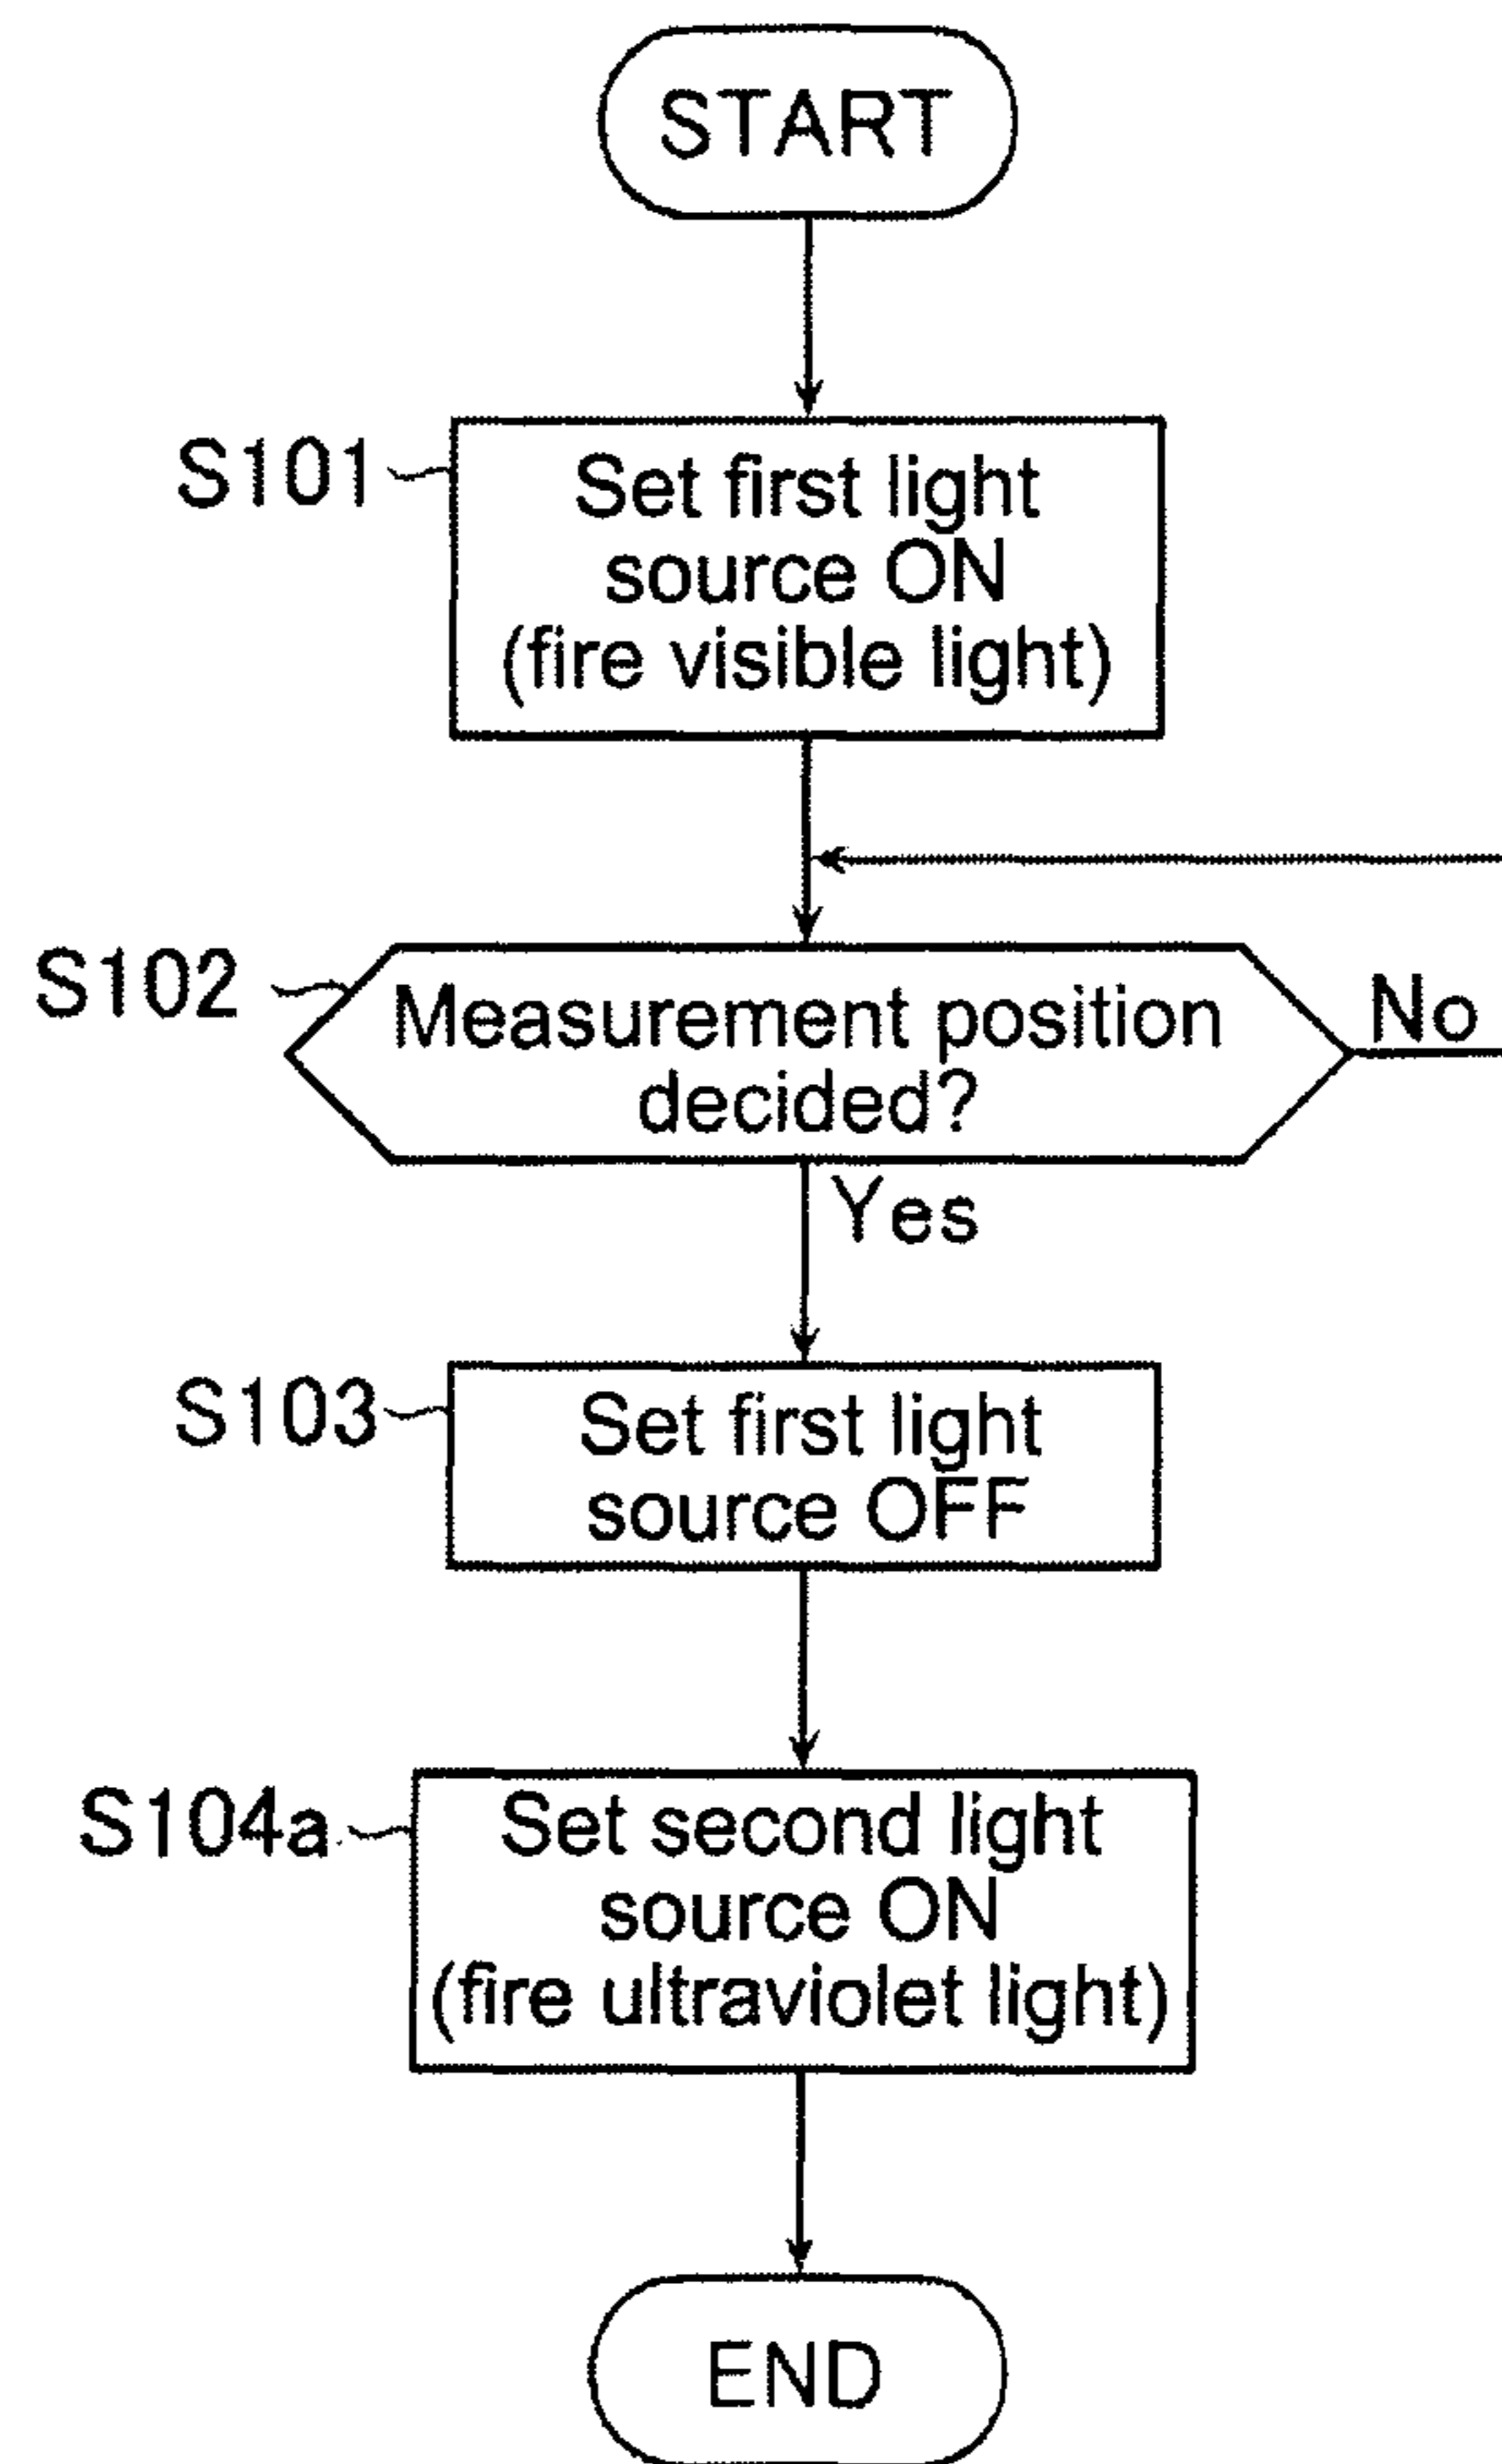 START
S101
Set first light
source ON
(fire visible light)
S102
Measurement position
decided?
No
Yes
S103
Set first light
source OFF
S104a
Set second light
source ON
(fire ultraviolet light)
END